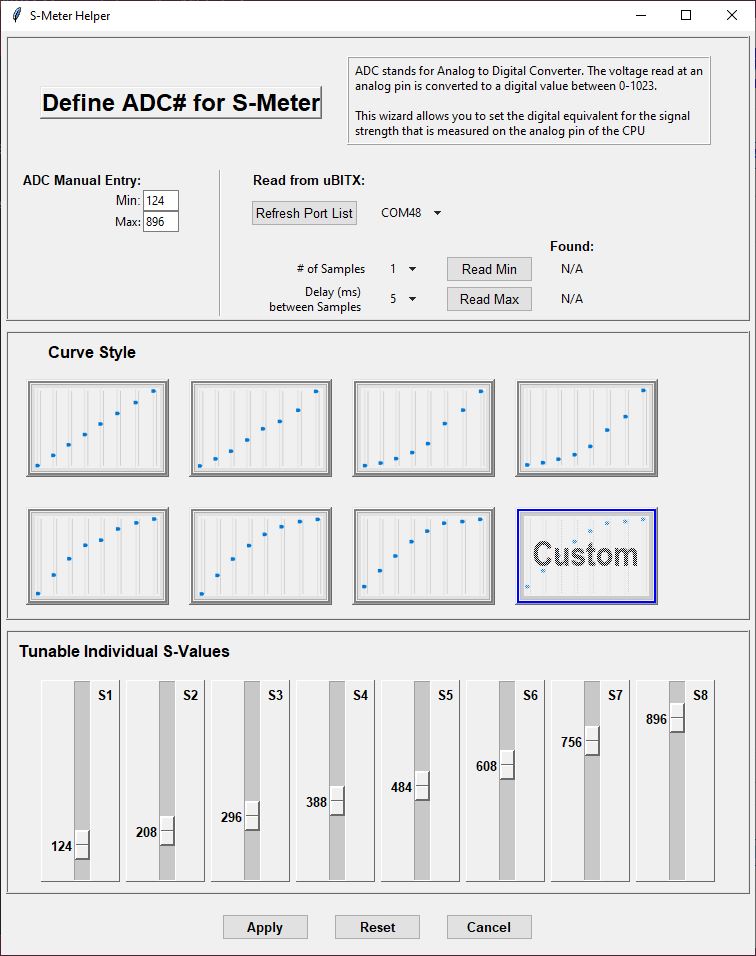 S-Meter Helper
Define ADC# for S-Meter
ADC stands for Analog to Digital Converter. The voltage read at an
analog pin is converted to a digital value between 0-1023.
This wizard allows you to set the digital equivalent for the signal
strength that is measured on the analog pin of the CPU
ADC Manual Entry:
Min: 124
Max: 896
Read from uBITX:
Refresh Port List COM48
Found:
# of Samples 1 Read Min N/A
Delay (ms)
between Samples 5 Read Max N/A
Curve Style
Custom
Tunable Individual S-Values
S1 S2 S3 S4 S5 S6 S7 S8
124 208 296 388 484 608 756 896
Apply Reset Cancel